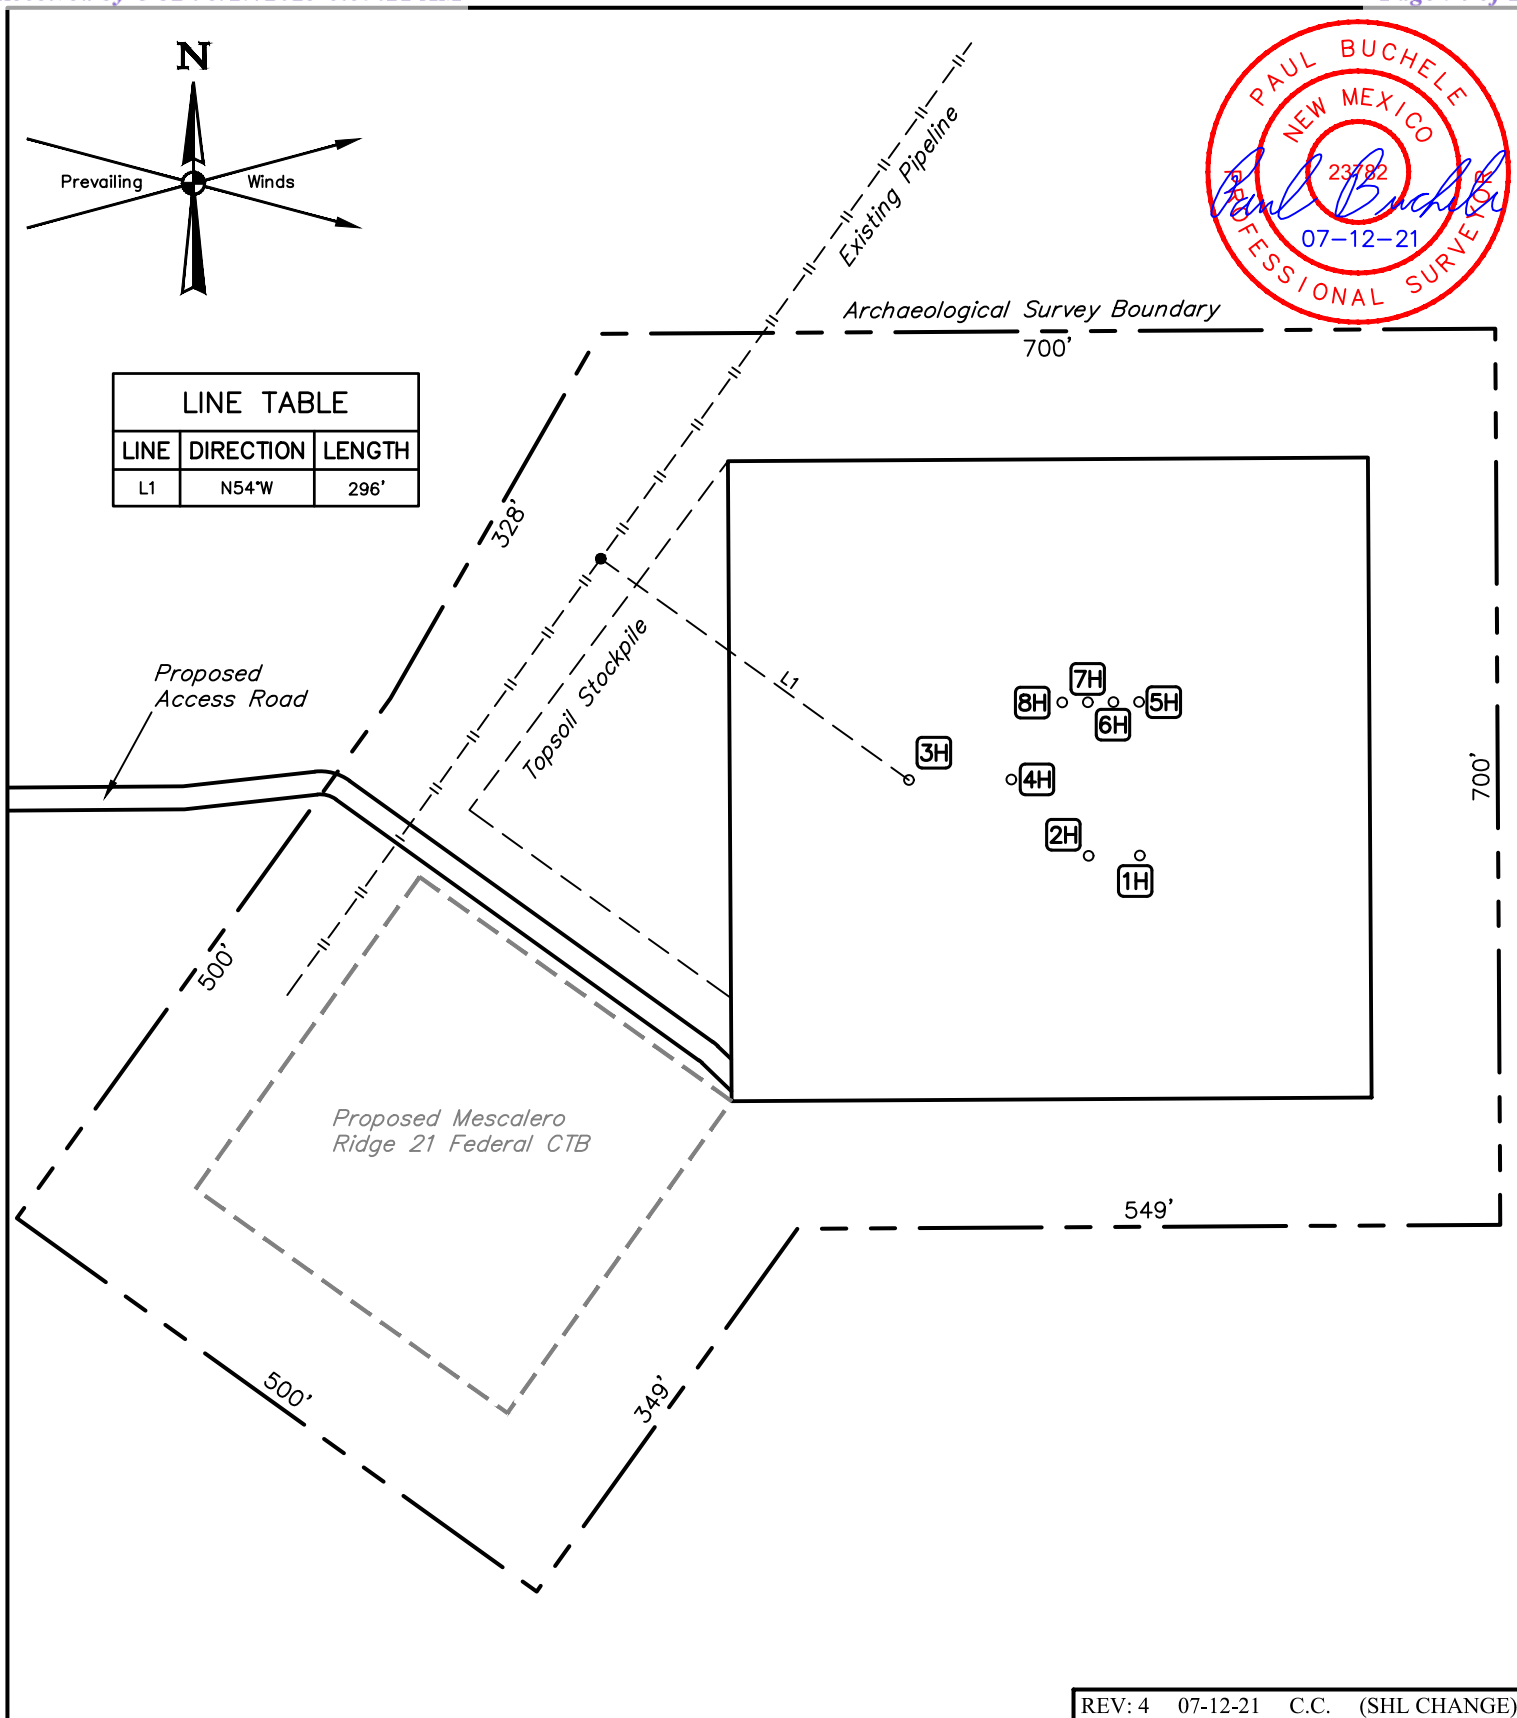 N
Prevailing Winds
PAUL BUCHELE
NEW MEXICO
23782
PROFESSIONAL SURVEYOR
Paul Buchele
07-12-21
Existing Pipeline
Archaeological Survey Boundary
700'
LINE TABLE
LINE DIRECTION LENGTH
L1 N54°W 296'
328'
Topsoil Stockpile
L1
Proposed
Access Road
7H
8H
5H
6H
3H
4H
2H
1H
700'
500'
Proposed Mescalero
Ridge 21 Federal CTB
549'
500'
349'
REV: 4 07-12-21 C.C. (SHL CHANGE)